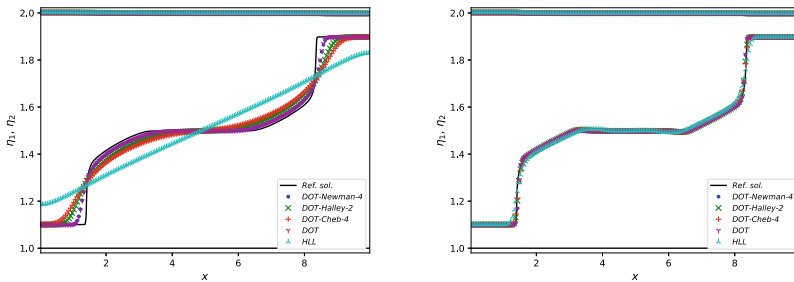 2.0
1.8
1.6
1.4
1.2
1.0
η1, η2
2
4
6
8
x
Ref. sol.
DOT-Newman-4
DOT-Halley-2
DOT-Cheb-4
DOT
HLL
2.0
1.8
1.6
1.4
1.2
1.0
η1, η2
2
4
6
8
x
Ref. sol.
DOT-Newman-4
DOT-Halley-2
DOT-Cheb-4
DOT
HLL